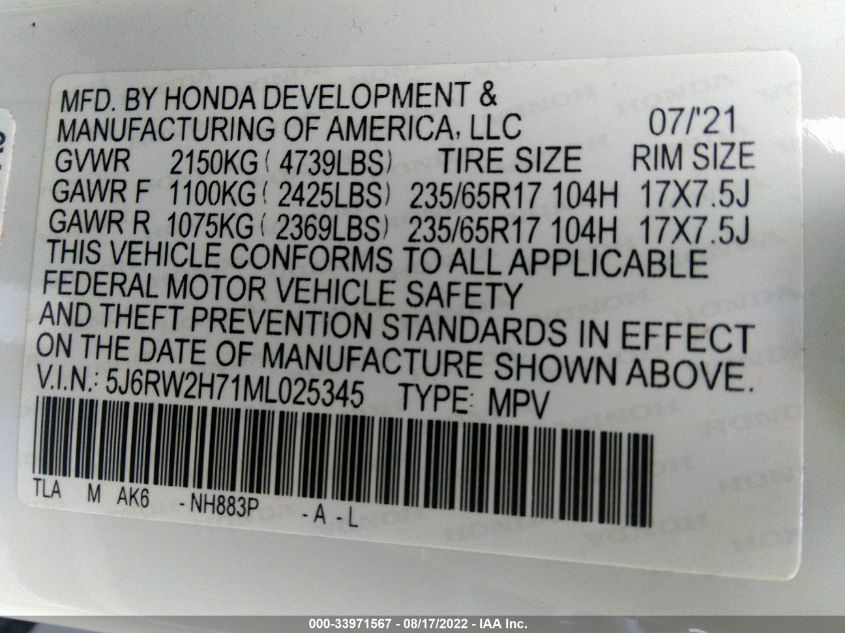 MFD. BY HONDA DEVELOPMENT &
MANUFACTURING OF AMERICA, LLC 07/'21
GVWR 2150KG ( 4739LBS) TIRE SIZE RIM SIZE
GAWR F 1100KG ( 2425LBS) 235/65R17 104H 17X7.5J
GAWR R 1075KG ( 2369LBS) 235/65R17 104H 17X7.5J
THIS VEHICLE CONFORMS TO ALL APPLICABLE
FEDERAL MOTOR VEHICLE SAFETY
AND THEFT PREVENTION STANDARDS IN EFFECT
ON THE DATE OF MANUFACTURE SHOWN ABOVE.
V.I.N.: 5J6RW2H71ML025345 TYPE: MPV
TLA M AK6 - NH883P - A - L
000-33971567 - 08/17/2022 - IAA Inc.